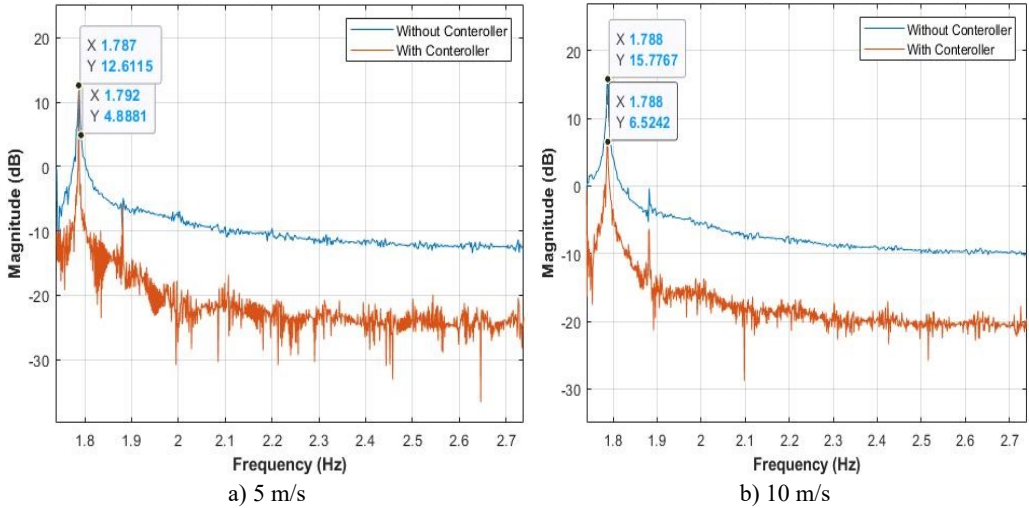 20
10
0
-10
-20
-30
Magnitude (dB)
X 1.787
Y 12.6115
X 1.792
Y 4.8881
Without Conteroller
With Conteroller
1.8 1.9 2 2.1 2.2 2.3 2.4 2.5 2.6 2.7
Frequency (Hz)
a) 5 m/s
20
10
0
-10
-20
-30
Magnitude (dB)
X 1.788
Y 15.7767
X 1.788
Y 6.5242
Without Conteroller
With Conteroller
1.8 1.9 2 2.1 2.2 2.3 2.4 2.5 2.6 2.7
Frequency (Hz)
b) 10 m/s